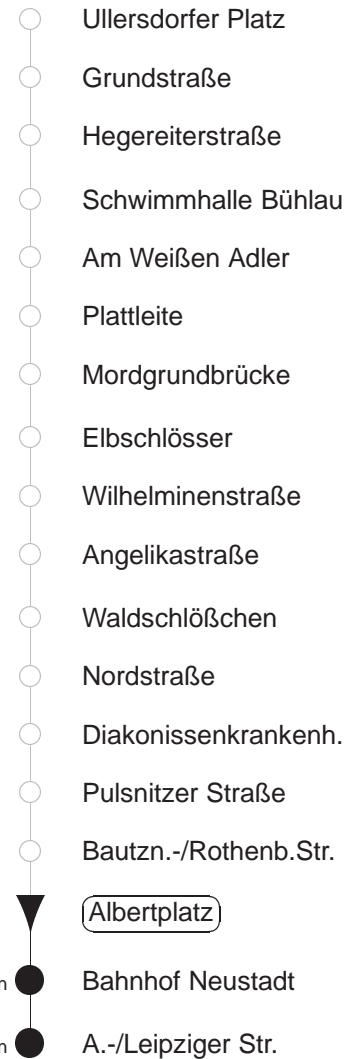 Ullersdorfer Platz
Grundstraße
Hegereiterstraße
Schwimmhalle Bühlau
Am Weißen Adler
Plattleite
Mordgrundbrücke
Elbschlösser
Wilhelminenstraße
Angelikastraße
Waldschlößchen
Nordstraße
Diakonissenkrankenh.
Pulsnitzer Straße
Bautzn.-/Rothenb.Str.
Albertplatz
Bahnhof Neustadt
A.-/Leipziger Str.